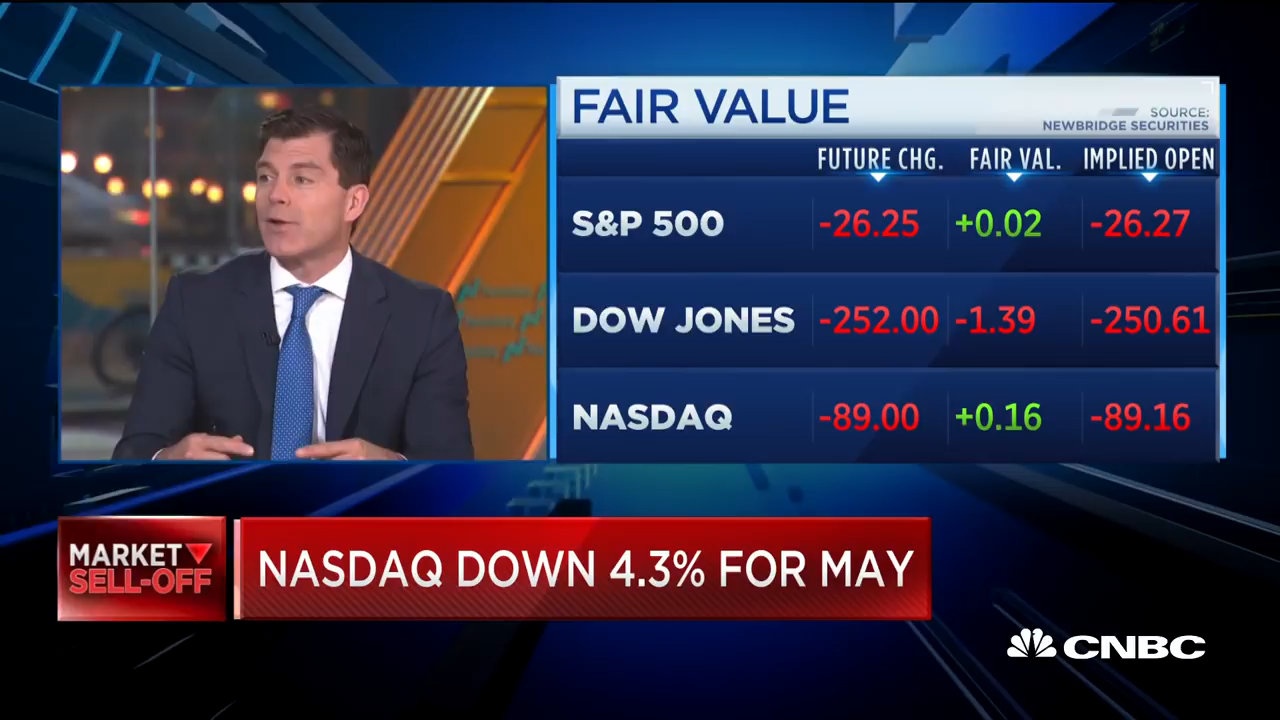 FAIR VALUE
SOURCE:
NEWBRIDGE SECURITIES
FUTURE CHG. FAIR VAL. IMPLIED OPEN
S&P 500 -26.25 +0.02 -26.27
DOW JONES -252.00 -1.39 -250.61
NASDAQ -89.00 +0.16 -89.16
MARKET
SELL-OFF
NASDAQ DOWN 4.3% FOR MAY
CNBC